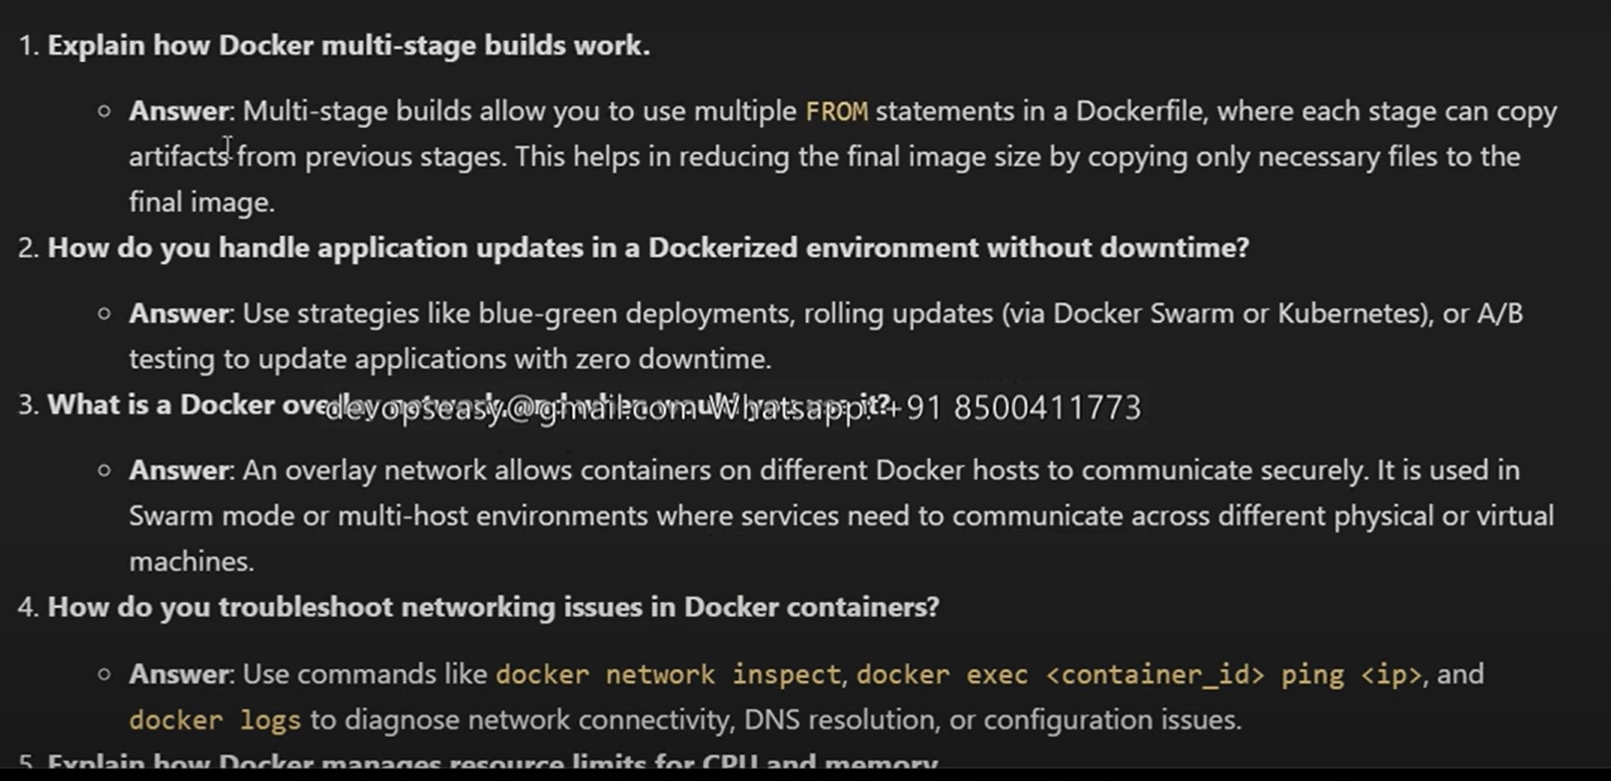 1. Explain how Docker multi-stage builds work.
○ Answer: Multi-stage builds allow you to use multiple FROM statements in a Dockerfile, where each stage can copy
artifacts from previous stages. This helps in reducing the final image size by copying only necessary files to the
final image.
2. How do you handle application updates in a Dockerized environment without downtime?
○ Answer: Use strategies like blue-green deployments, rolling updates (via Docker Swarm or Kubernetes), or A/B
testing to update applications with zero downtime.
3. What is a Docker it?
devopseasy@gmail.com Whatsapp: +91 8500411773
○ Answer: An overlay network allows containers on different Docker hosts to communicate securely. It is used in
Swarm mode or multi-host environments where services need to communicate across different physical or virtual
machines.
4. How do you troubleshoot networking issues in Docker containers?
○ Answer: Use commands like docker network inspect, docker exec <container_id> ping <ip>, and
docker logs to diagnose network connectivity, DNS resolution, or configuration issues.
5. Explain how Docker manages resource limits for CPU and memory